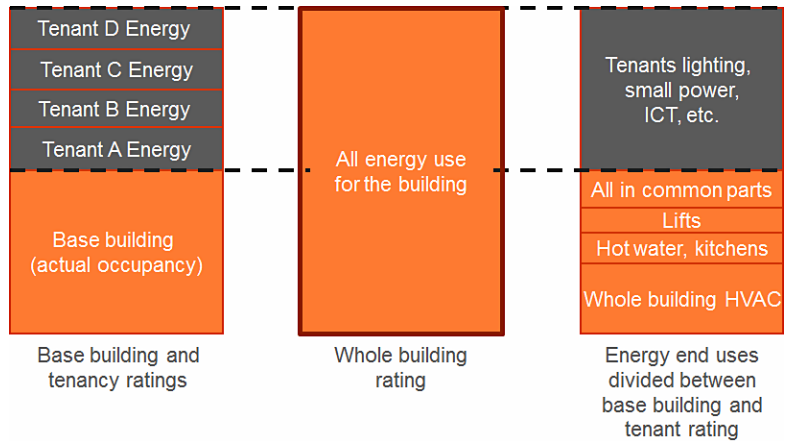 Tenant D Energy
Tenant C Energy
Tenant B Energy
Tenant A Energy
Base building
(actual occupancy)
Base building and
tenancy ratings
All energy use
for the building
Whole building
rating
Tenants lighting,
small power,
ICT, etc.
All in common parts
Lifts
Hot water, kitchens
Whole building HVAC
Energy end uses
divided between
base building and
tenant rating